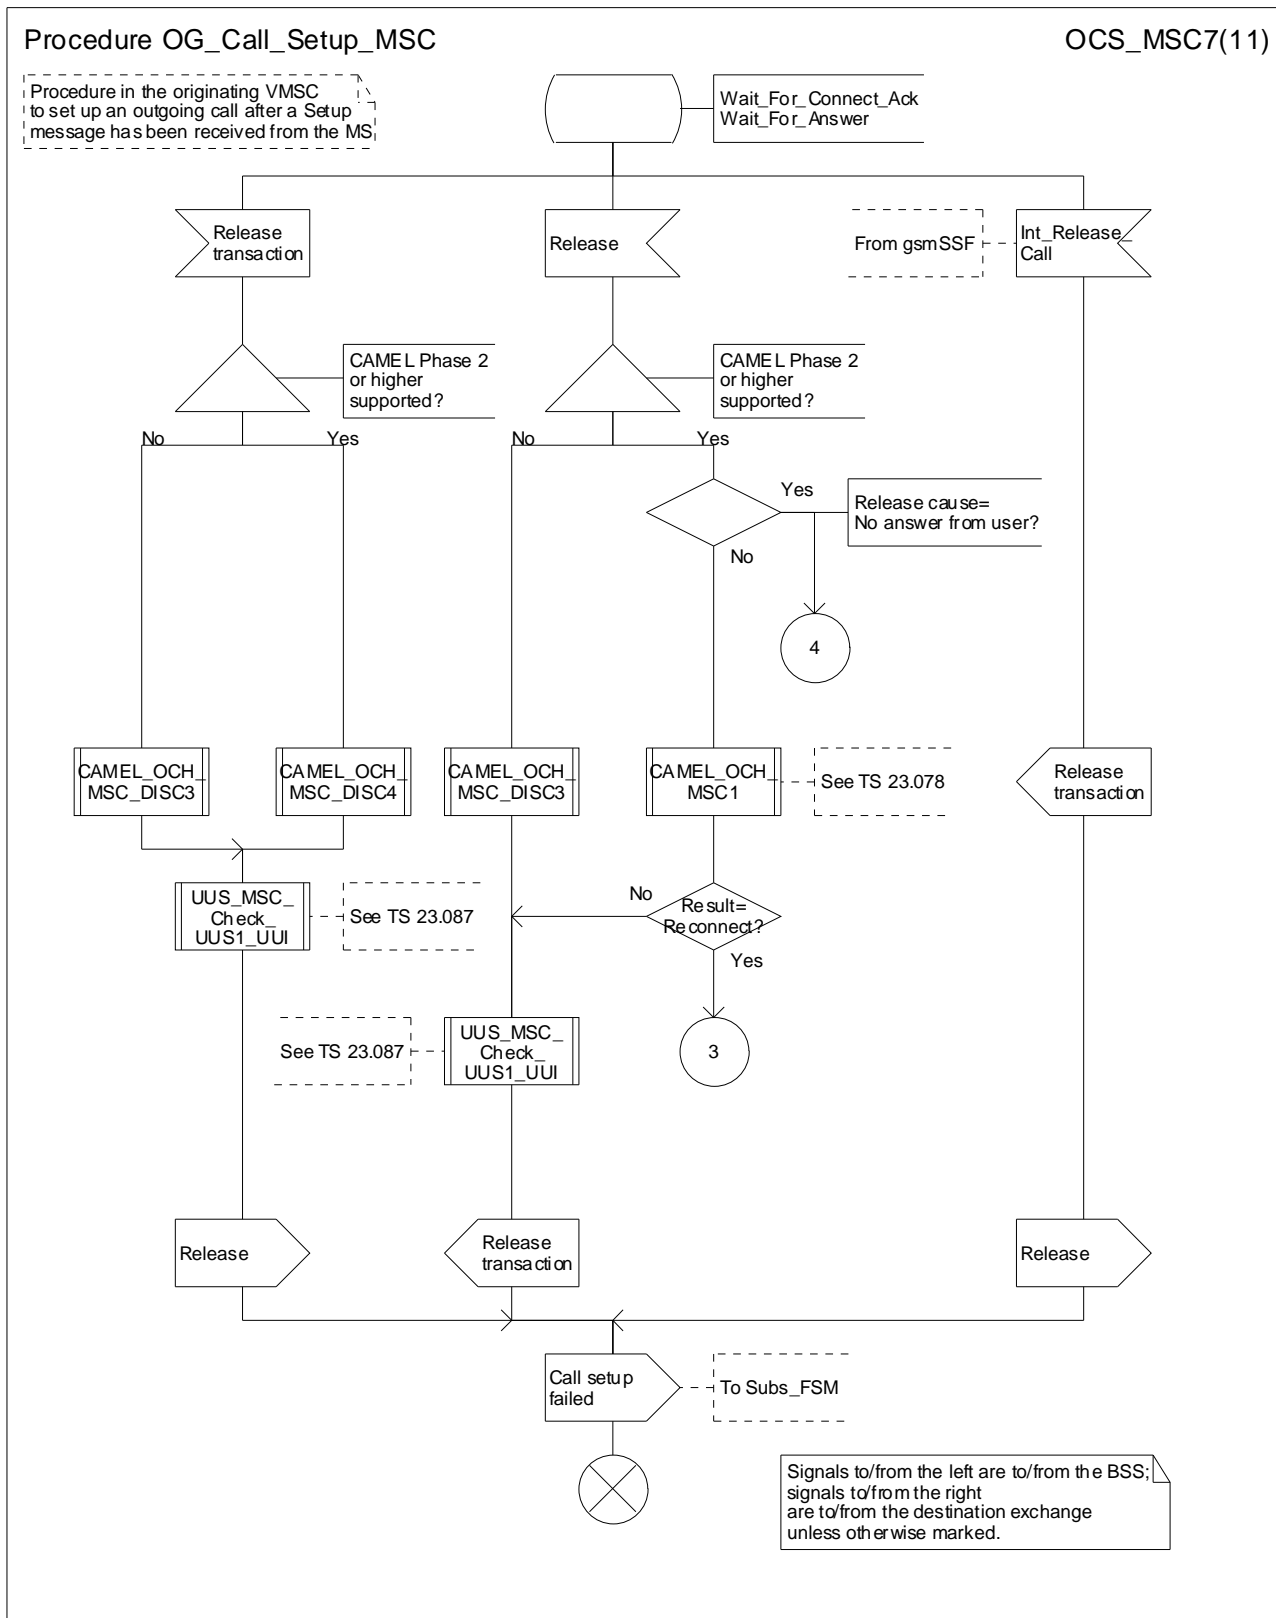 Procedure OG_Call_Setup_MSC
OCS_MSC7(11)
Procedure in the originating VMSC
to set up an outgoing call after a Setup
message has been received from the MS
Wait_For_Connect_Ack
Wait_For_Answer
Release
transaction
Release
From gsmSSF
Int_Release_
Call
CAMEL Phase 2
or higher
supported?
CAMEL Phase 2
or higher
supported?
No
Yes
No
Yes
Yes
Release cause=
No answer from user?
No
4
CAMEL_OCH_
MSC_DISC3
CAMEL_OCH_
MSC_DISC4
CAMEL_OCH_
MSC_DISC3
CAMEL_OCH_
MSC1
See TS 23.078
Release
transaction
UUS_MSC_
Check_
UUS1_UUI
See TS 23.087
No
Result=
Reconnect?
Yes
See TS 23.087
UUS_MSC_
Check_
UUS1_UUI
3
Release
Release
transaction
Release
Call setup
failed
To Subs_FSM
Signals to/from the left are to/from the BSS;
signals to/from the right
are to/from the destination exchange
unless otherwise marked.